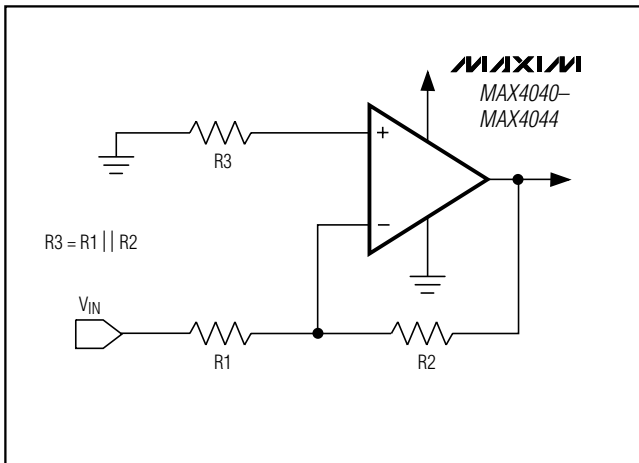 MAXIM
MAX4040–
MAX4044
+
R3
−
R3 = R1 || R2
VIN
R1
R2